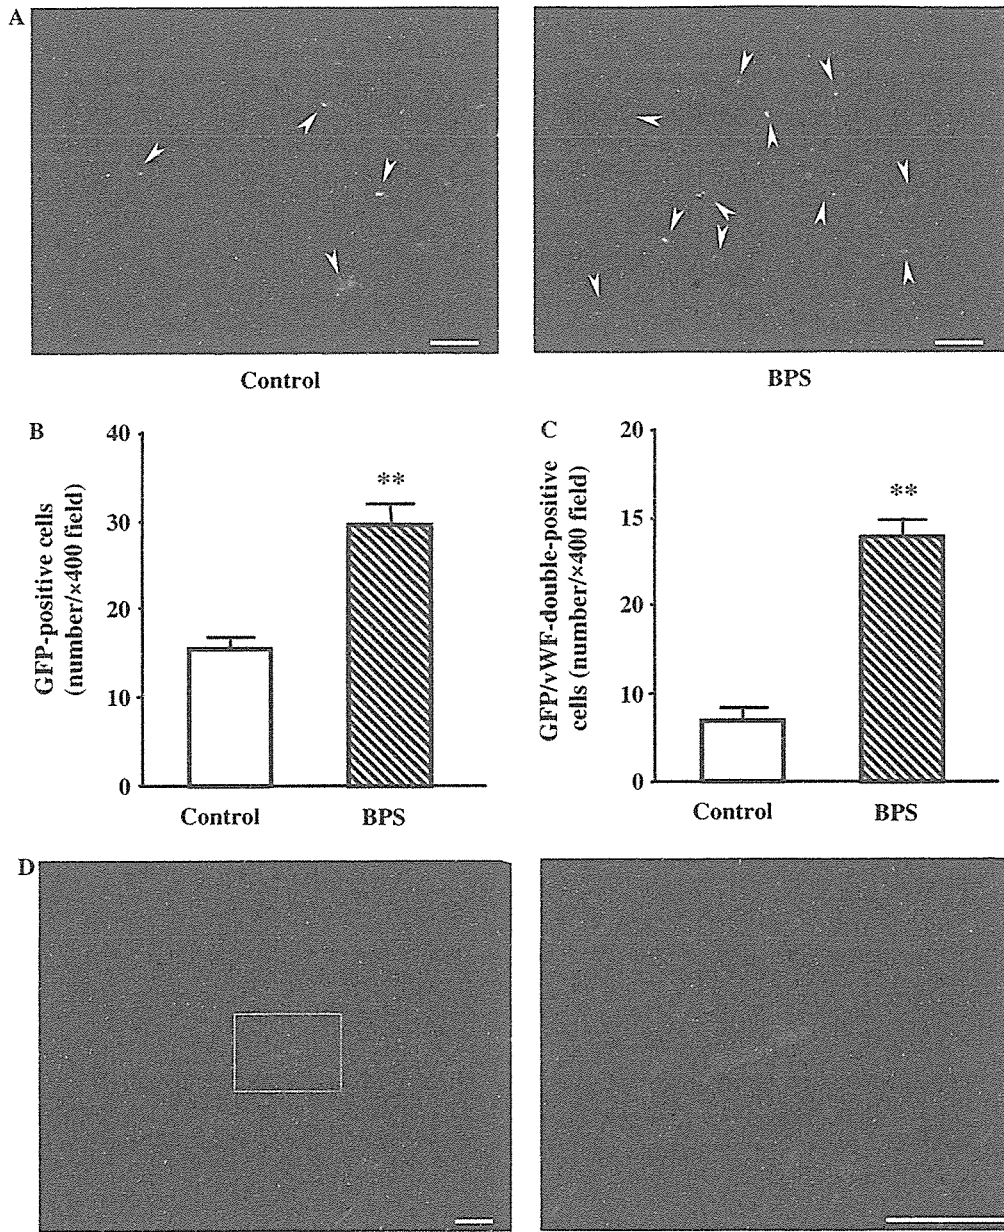 A
Control
BPS
B
GFP-positive cells
(number/×400 field)
40
30
20
10
0
**
Control
BPS
C
GFP/vWF-double-positive
cells (number/×400 field)
20
15
20
10
0
**
Control
BPS
D